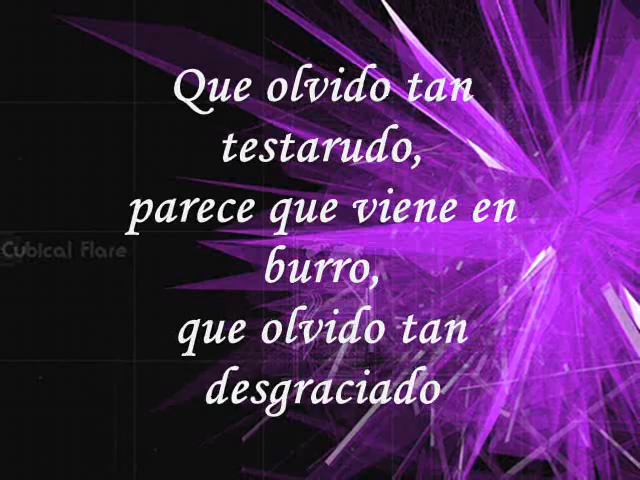 Que olvido tan
testarudo,
parece que viene en
burro,
que olvido tan
desgraciado
Cubical Flare